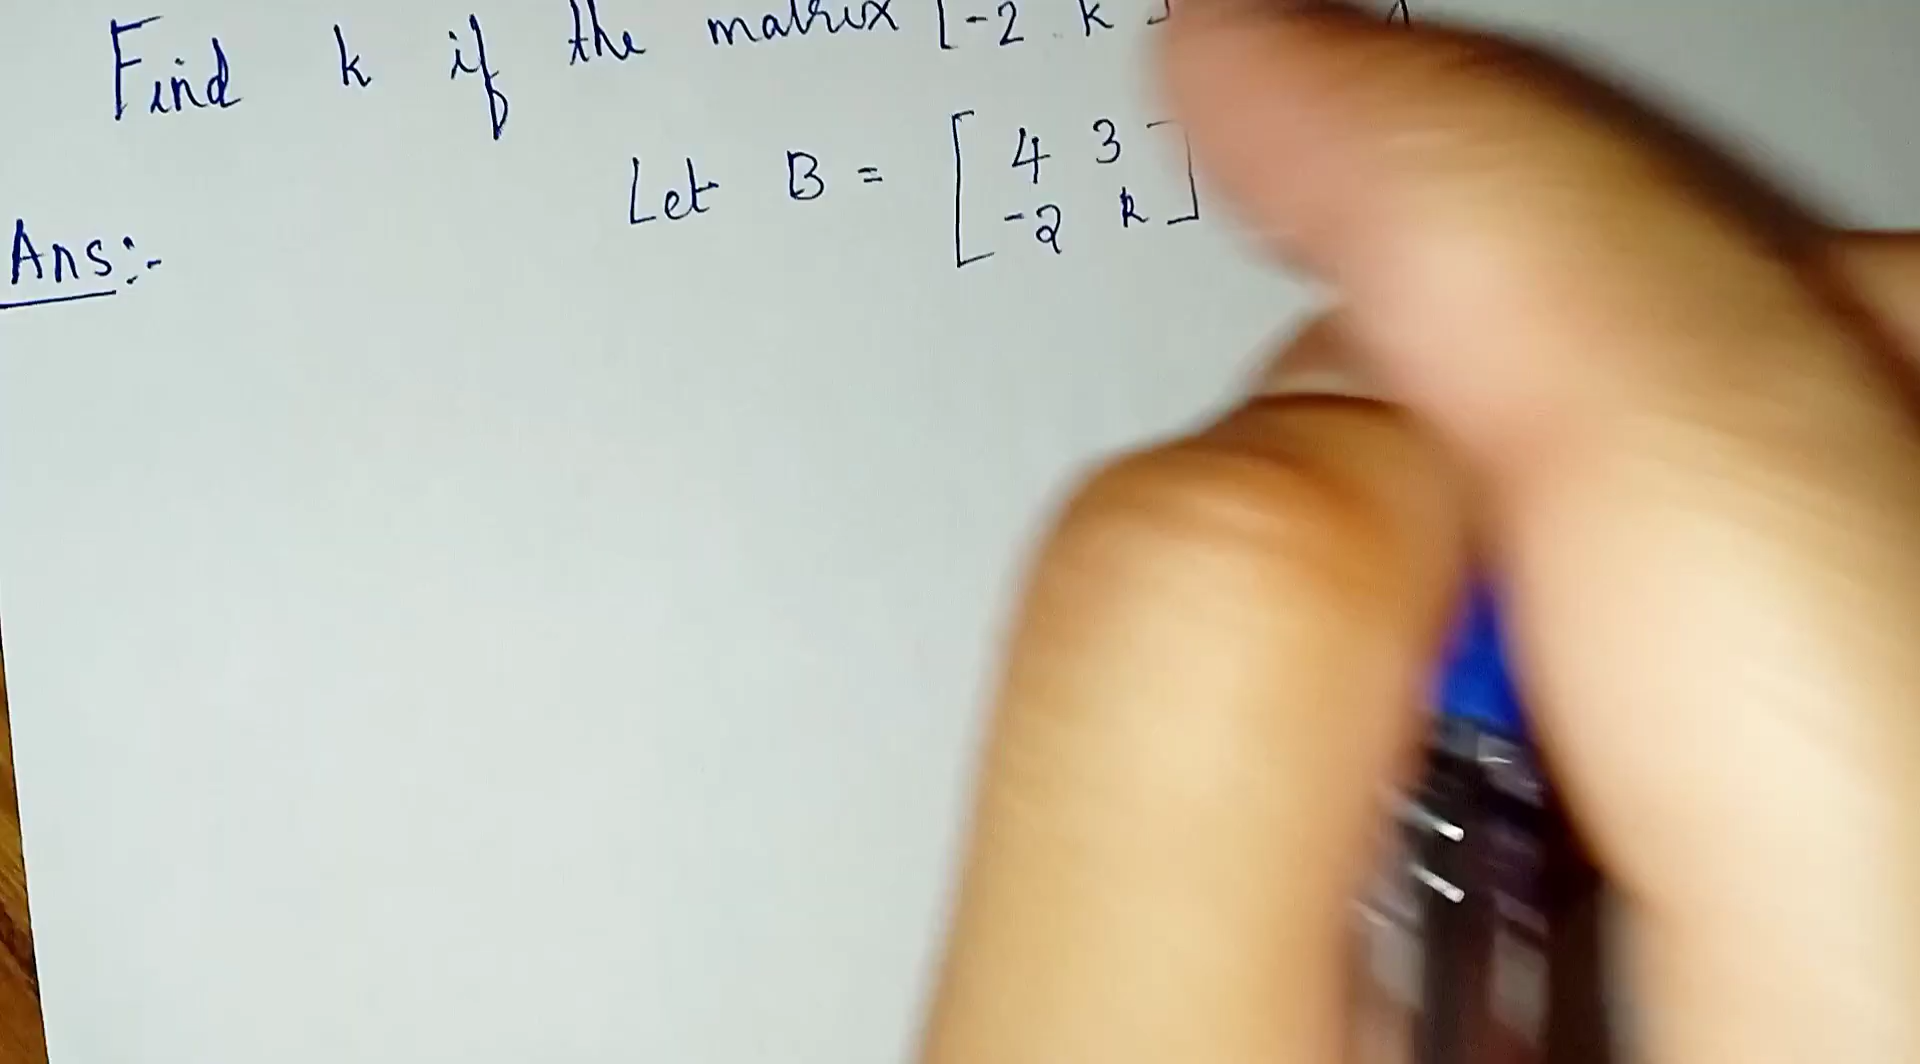 Find k if the matrix [-2 k ]
Let B = [ 4 3
-2 k ]
Ans:-